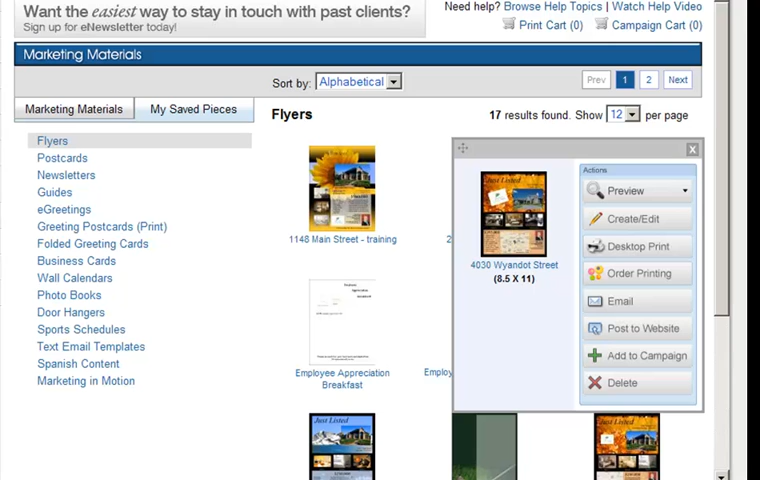 Want the easiest way to stay in touch with past clients?
Sign up for eNewsletter today!
Need help? Browse Help Topics | Watch Help Video
Print Cart (0) Campaign Cart (0)
Marketing Materials
Sort by: Alphabetical
Prev 1 2 Next
Marketing Materials My Saved Pieces
Flyers
17 results found. Show 12 per page
Flyers
Postcards
Newsletters
Guides
eGreetings
Greeting Postcards (Print)
Folded Greeting Cards
Business Cards
Wall Calendars
Photo Books
Door Hangers
Sports Schedules
Text Email Templates
Spanish Content
Marketing in Motion
1148 Main Street - training
2
Employee Appreciation
Breakfast
Employ
Just Listed
4030 Wyandot Street
(8.5 X 11)
Actions
Preview
Create/Edit
Desktop Print
Order Printing
Email
Post to Website
Add to Campaign
Delete
Just Listed
Just Listed